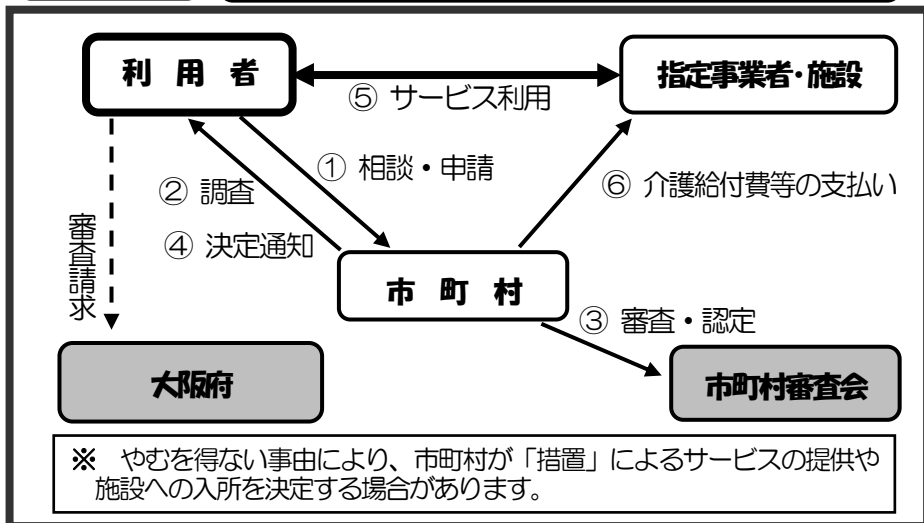 利用者
指定事業者・施設
⑤ サービス利用
① 相談・申請
② 調査
⑥ 介護給付費等の支払い
④ 決定通知
審査請求
市町村
③ 審査・認定
大阪府
市町村審査会
※ やむを得ない事由により、市町村が「措置」によるサービスの提供や
施設への入所を決定する場合があります。